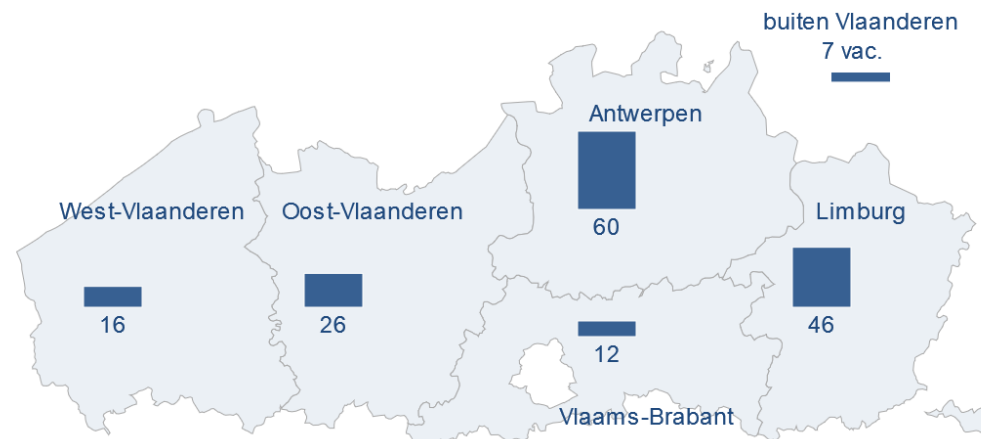 buiten Vlaanderen
7 vac.
Antwerpen
60
West-Vlaanderen
16
Oost-Vlaanderen
26
Limburg
46
12
Vlaams-Brabant